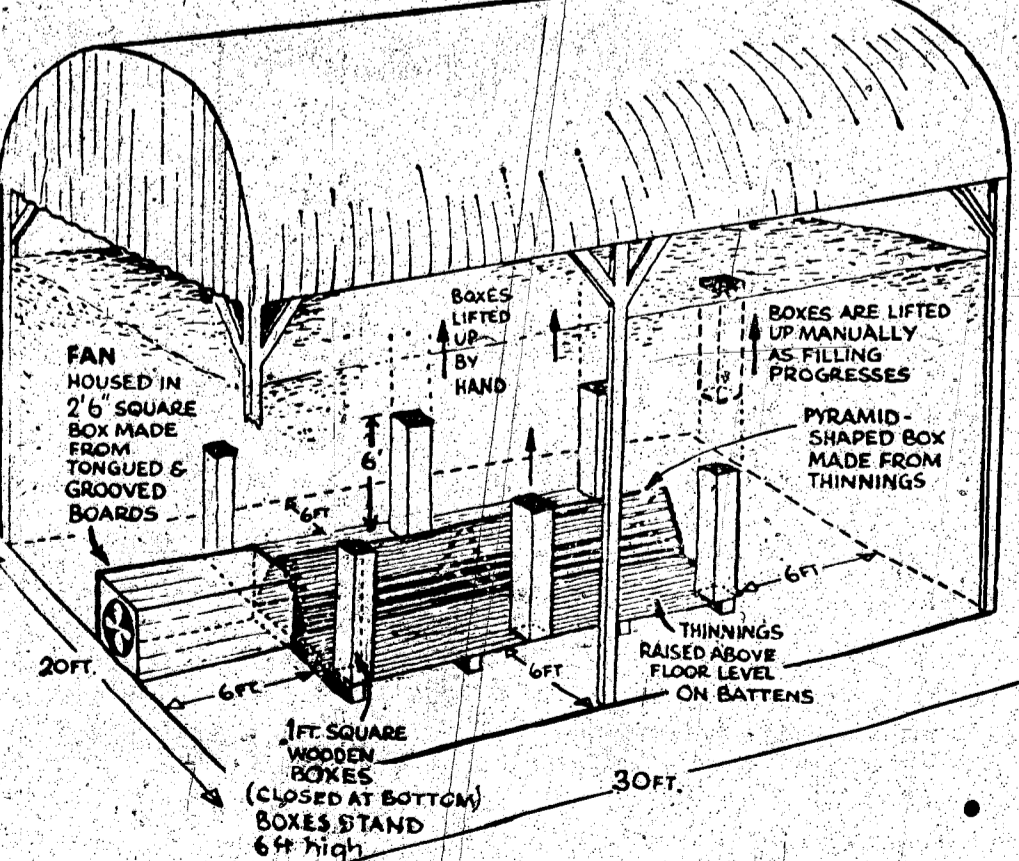 BOXES
LIFTED
UP
BY
HAND
BOXES ARE LIFTED
UP MANUALLY
AS FILLING
PROGRESSES
FAN
HOUSED IN
2'6" SQUARE
BOX MADE
FROM
TONGUED &
GROOVED
BOARDS
6'
PYRAMID-
SHAPED BOX
MADE FROM
THINNINGS
6FT
6FT
THINNINGS
RAISED ABOVE
FLOOR LEVEL
ON BATTENS
6FT
20FT.
6FT.
1FT. SQUARE
WOODEN
BOXES
(CLOSED AT BOTTOM)
BOXES STAND
6ft high
30FT.